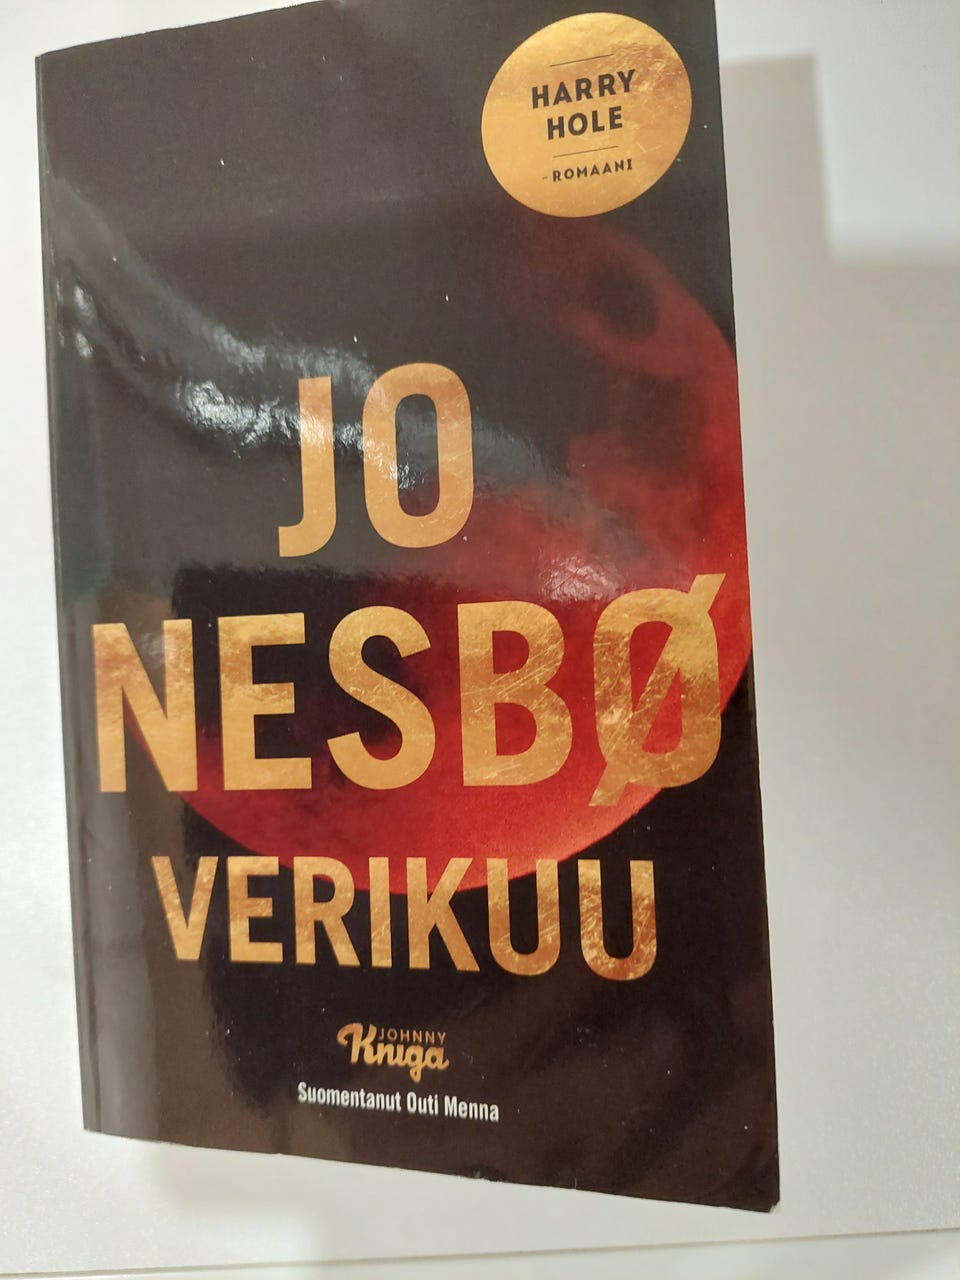 HARRY
HOLE
-ROMAANI
JO
NESBØ
VERIKUU
JOHNNY
Kniga
Suomentanut Outi Menna